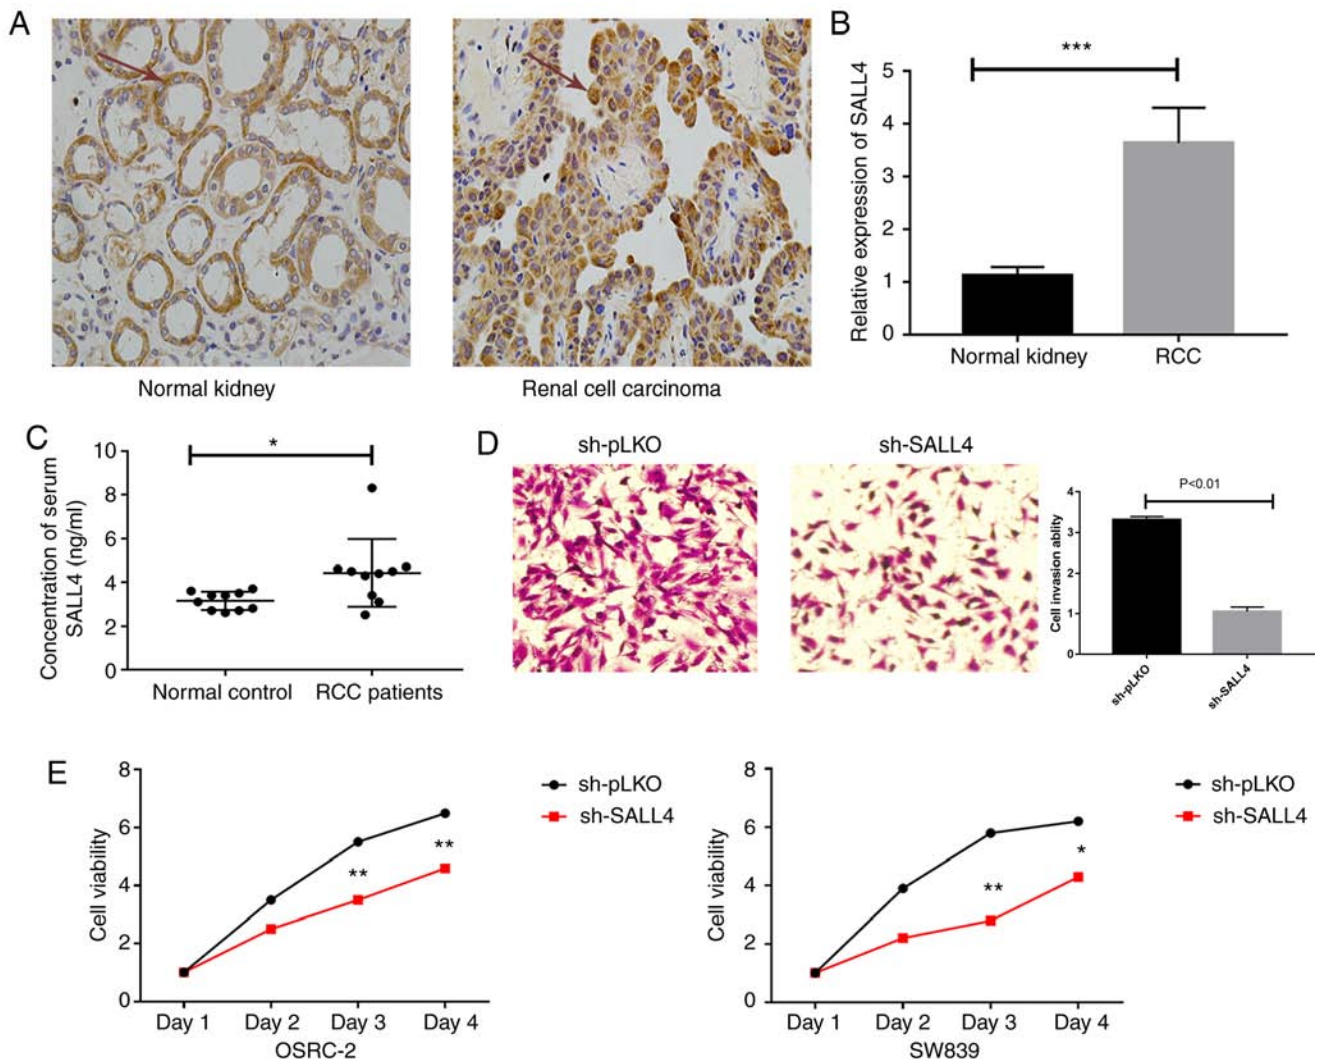 A
Normal kidney
Renal cell carcinoma
B
***
Relative expression of SALL4
5
4
3
2
1
0
Normal kidney
RCC
C
*
Concentration of serum
SALL4 (ng/ml)
10
8
6
4
2
0
Normal control
RCC patients
D
sh-pLKO
sh-SALL4
P<0.01
Cell invasion ablity
4
3
2
1
0
sh-pLKO
sh-SALL4
E
Cell viability
8
6
4
2
0
**
**
Day 1
Day 2
Day 3
Day 4
OSRC-2
sh-pLKO
sh-SALL4
Cell viability
8
6
4
2
0
**
*
Day 1
Day 2
Day 3
Day 4
SW839
sh-pLKO
sh-SALL4